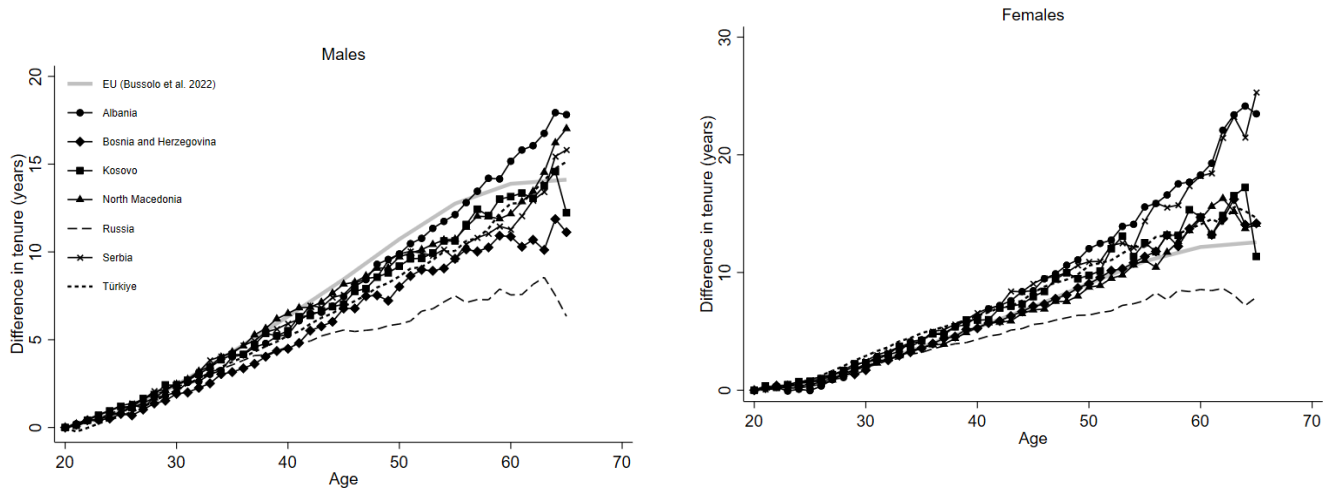 Males
Difference in tenure (years)
20
15
10
5
0
EU (Bussolo et al. 2022)
Albania
Bosnia and Herzegovina
Kosovo
North Macedonia
Russia
Serbia
Türkiye
20 30 40 50 60 70
Age
Females
Difference in tenure (years)
30
20
10
0
20 30 40 50 60 70
Age